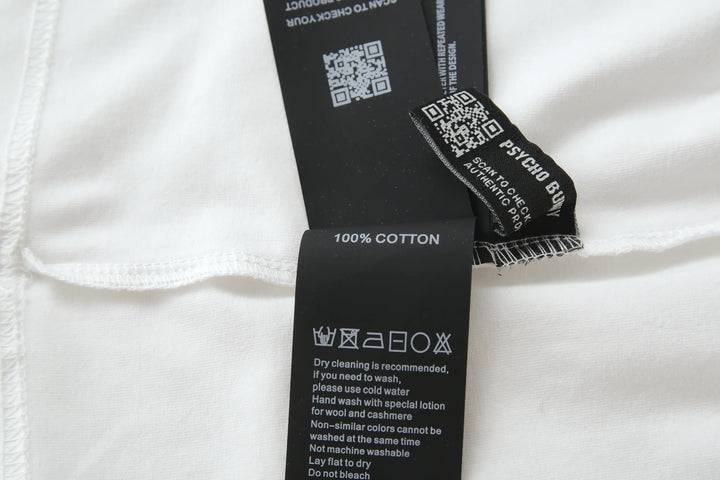 SCAN TO CHECK YOUR
PRODUCT
WITH REPEATED WEAR
OF THE DESIGN.
PSYCHO
SCAN TO CHECK
AUTHENTIC
100% COTTON
Dry cleaning is recommended,
if you need to wash,
please use cold water
Hand wash with special lotion
for wool and cashmere
Non-similar colors cannot be
washed at the same time
Not machine washable
Lay flat to dry
Do not bleach